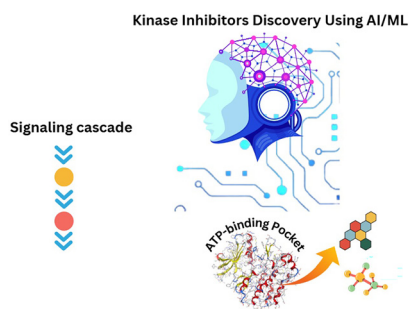 Kinase Inhibitors Discovery Using AI/ML
Signaling cascade
ATP-binding Pocket